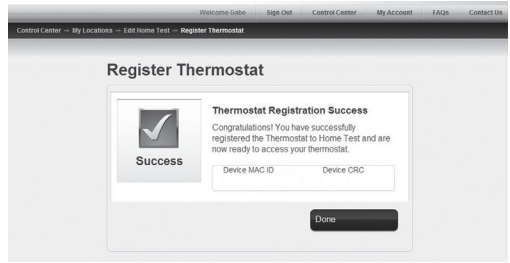 Welcome Gabe Sign Out Control Center My Account FAQs Contact Us
Control Center → My Locations → Edit Home Test → Register Thermostat
Register Thermostat
Success
Thermostat Registration Success
Congratulations! You have successfully
registered the Thermostat to Home Test and are
now ready to access your thermostat.
Device MAC ID Device CRC
Done